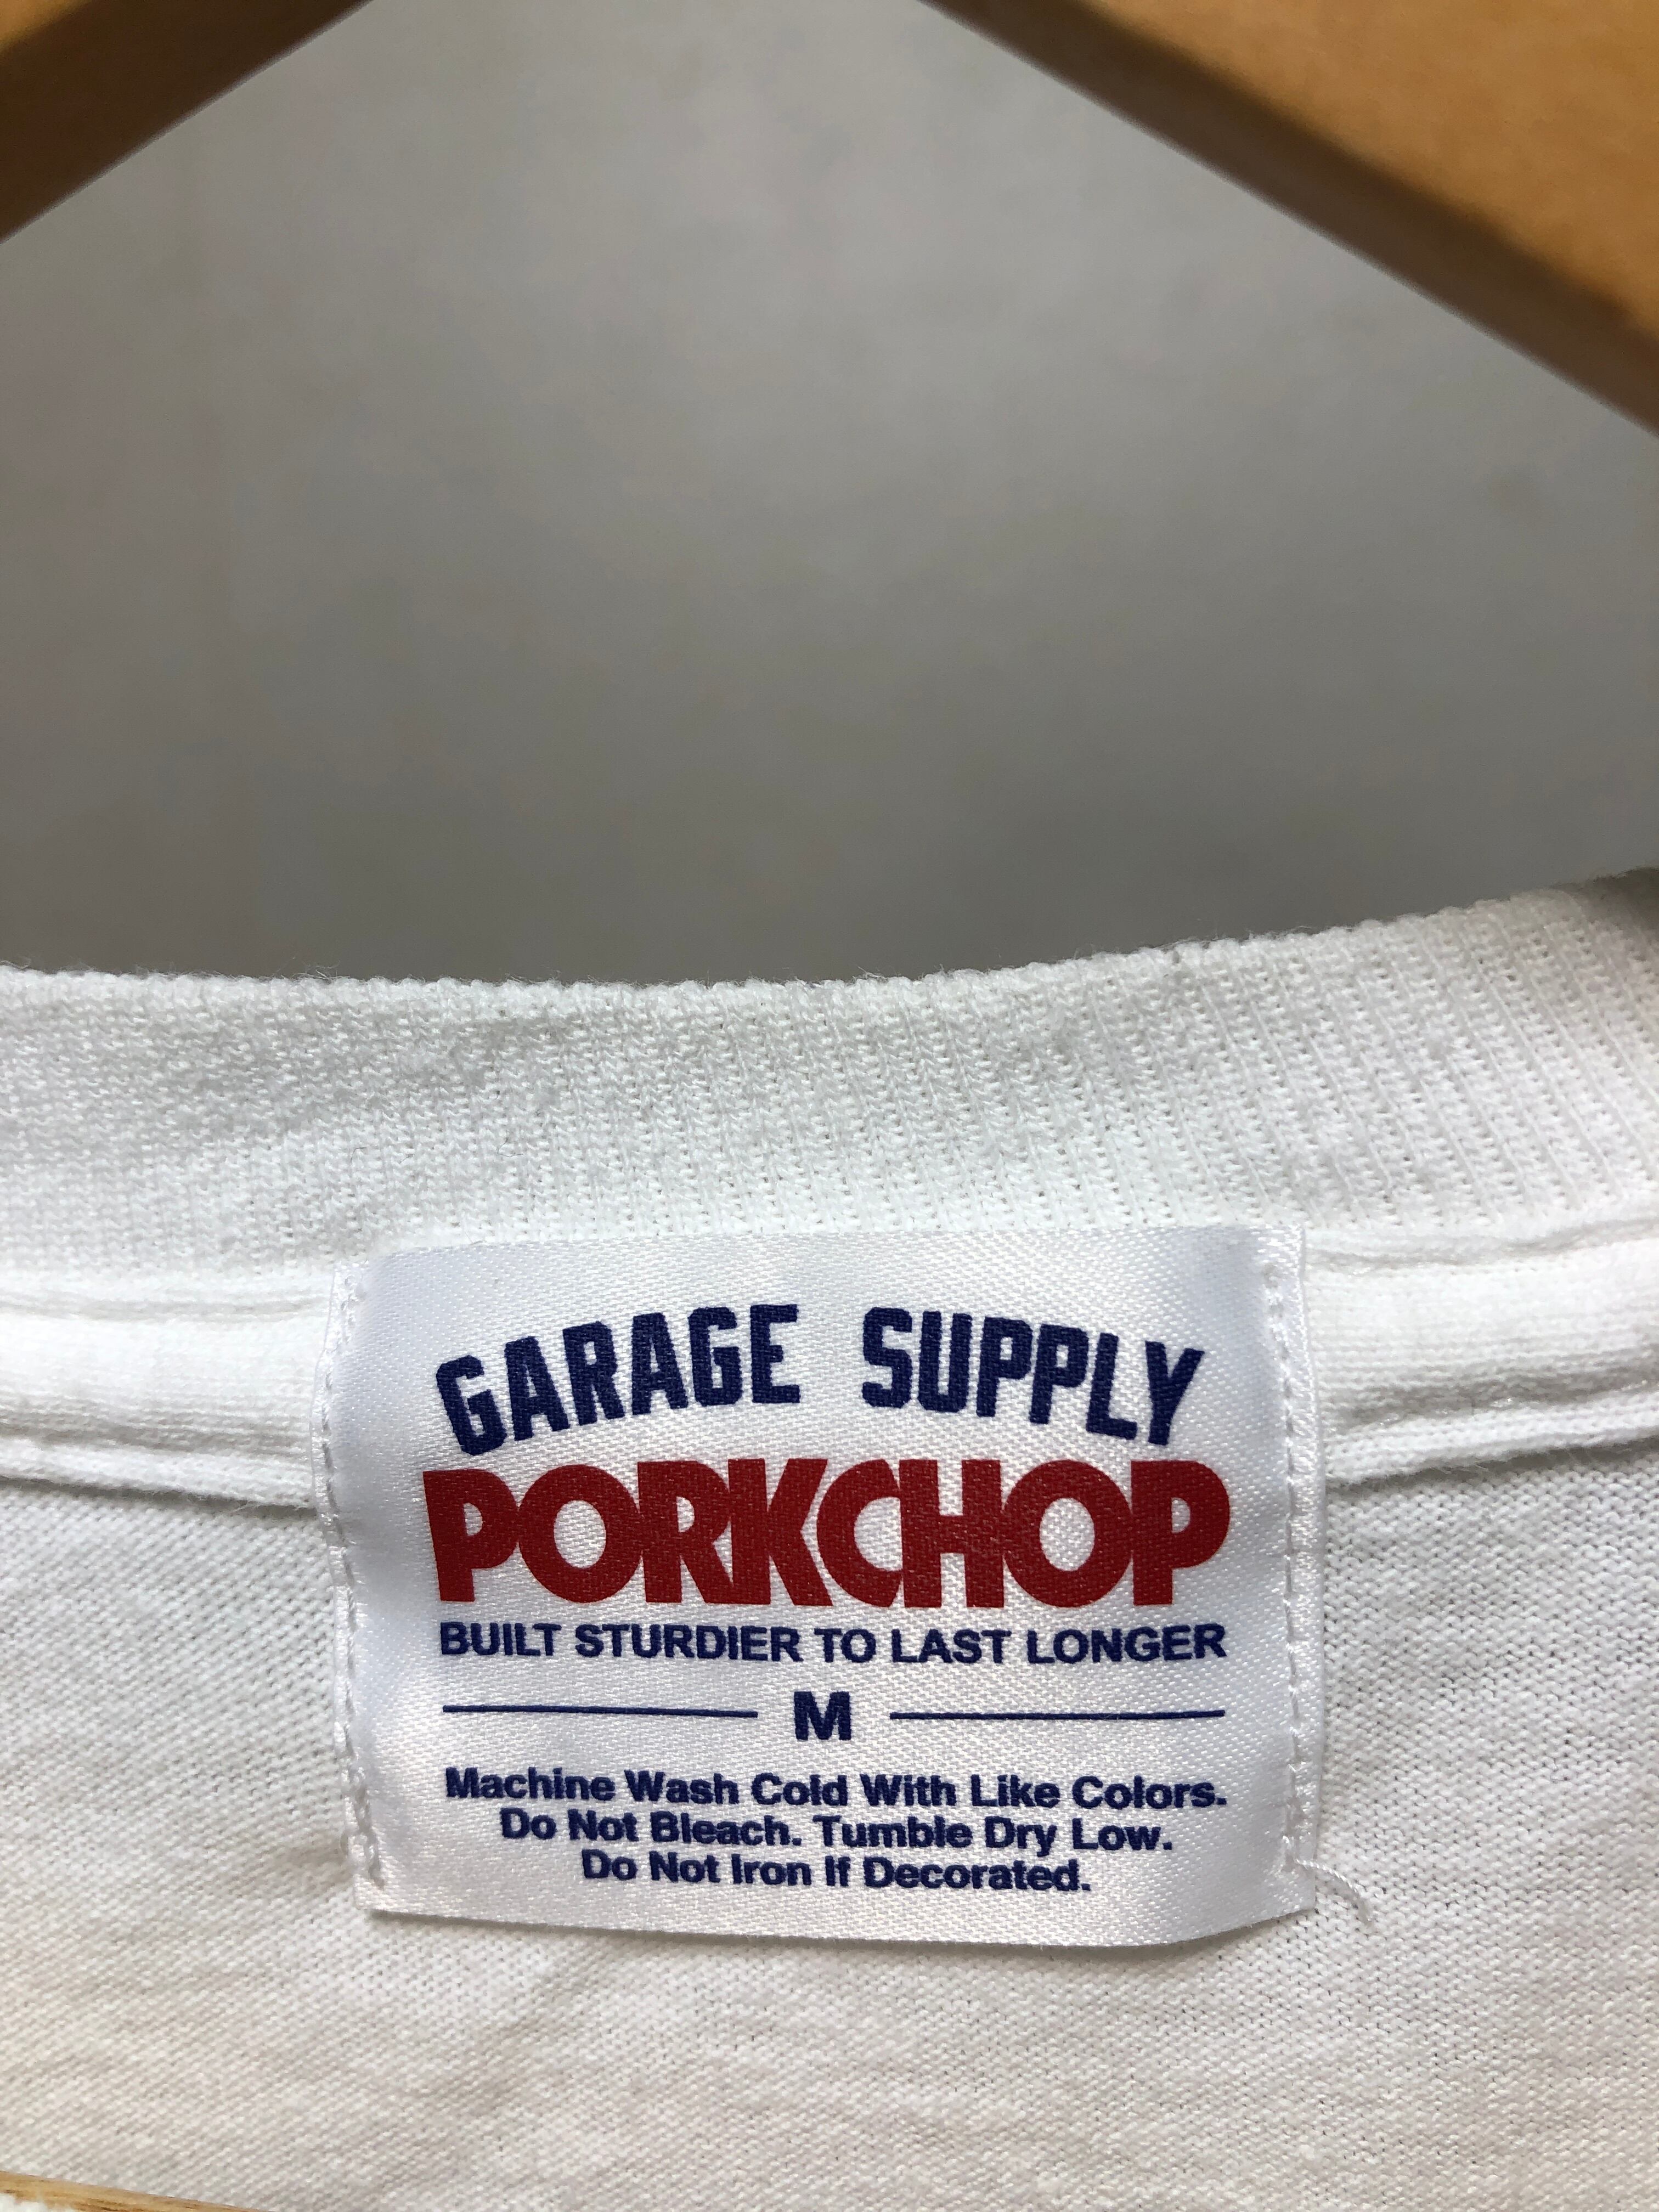 GARAGE SUPPLY
PORKCHOP
BUILT STURDIER TO LAST LONGER
M
Machine Wash Cold With Like Colors.
Do Not Bleach. Tumble Dry Low.
Do Not Iron If Decorated.